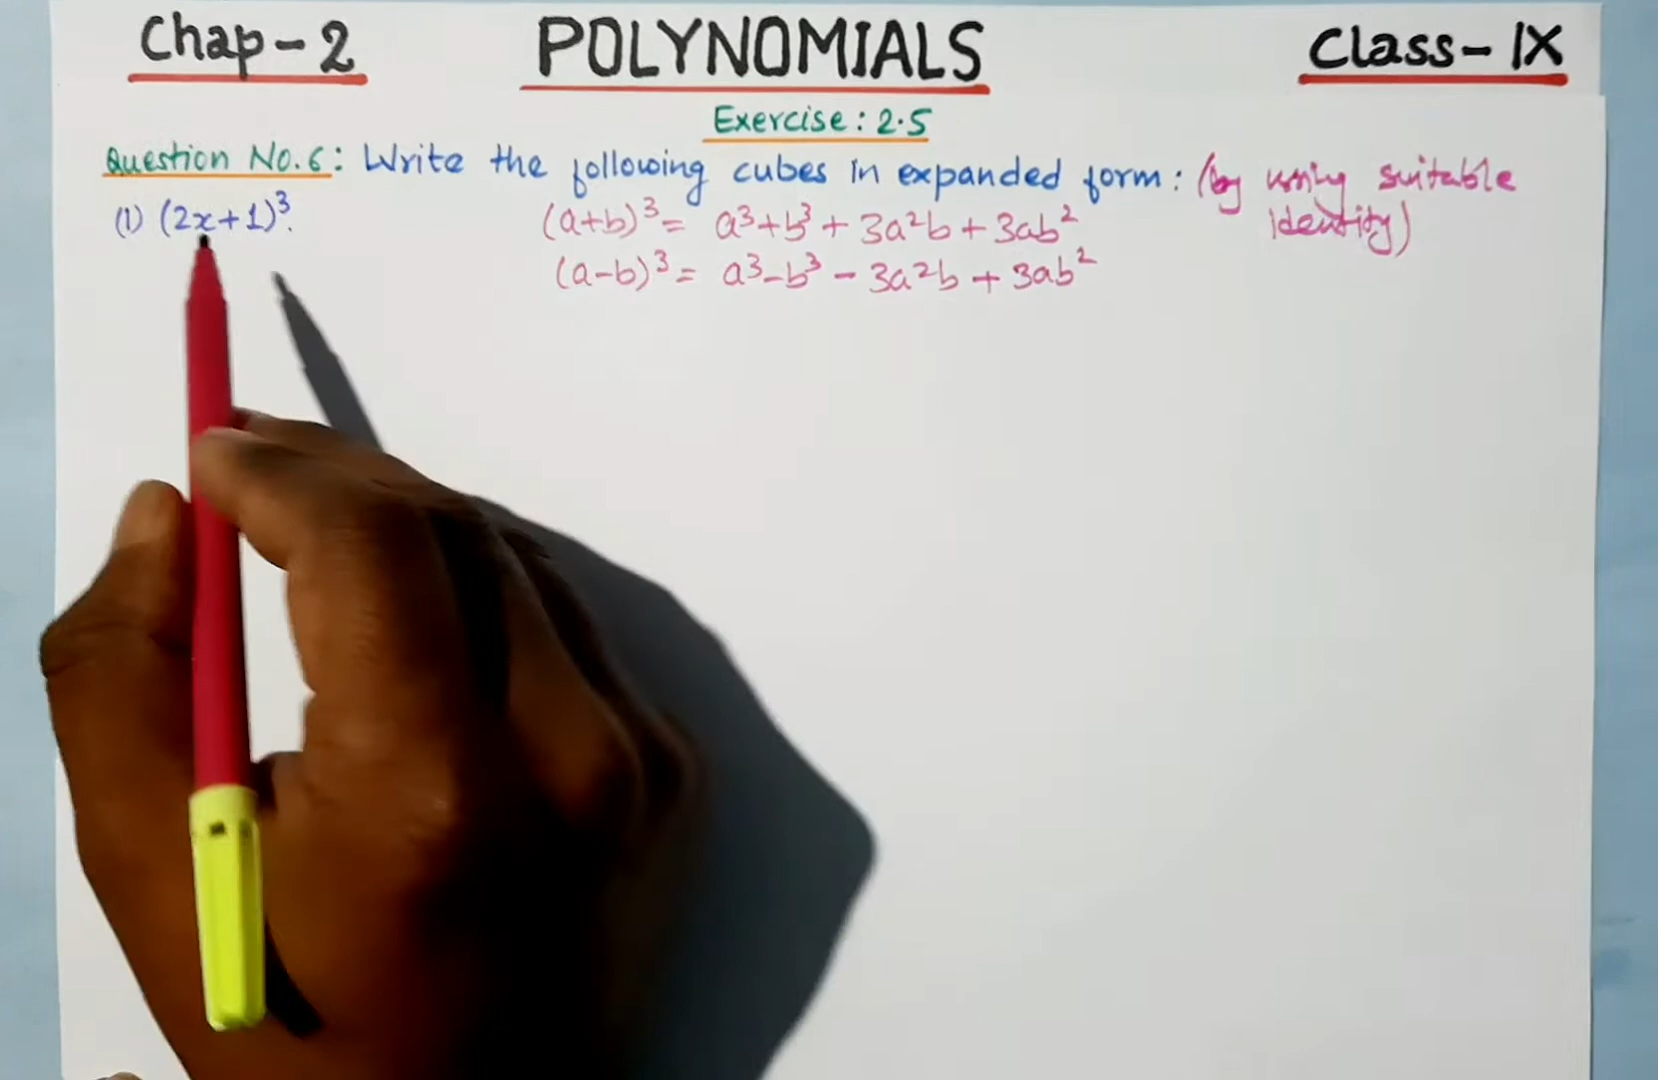 Chap-2 POLYNOMIALS Class-IX
Exercise: 2.5
Question No.6: Write the following cubes in expanded form: (by using suitable Identity)
(1) (2x+1)³.
(a+b)³ = a³+b³ + 3a²b + 3ab²
(a-b)³ = a³-b³ - 3a²b + 3ab²